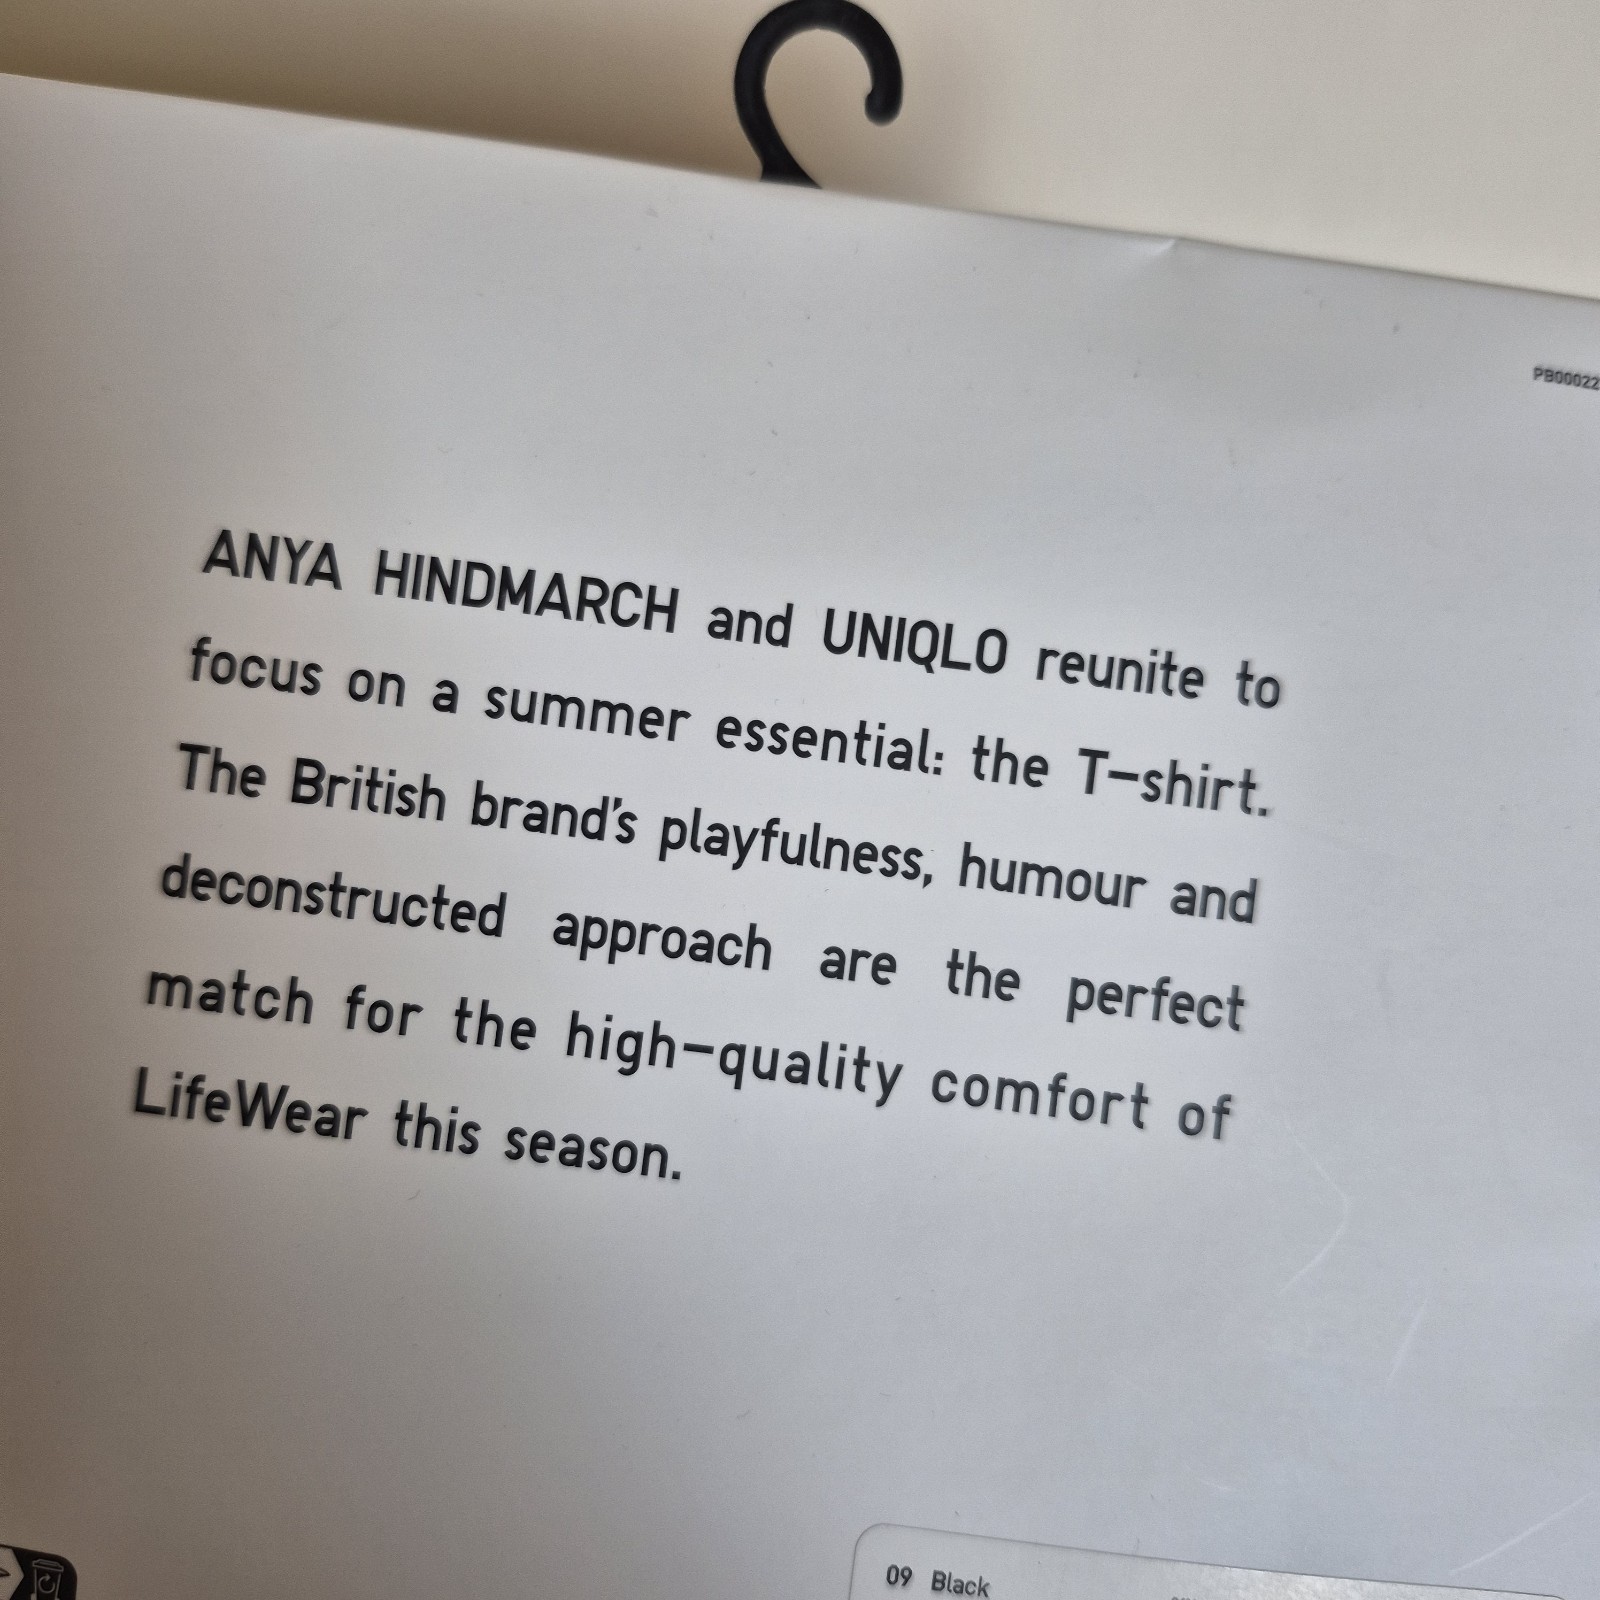 PB00022
ANYA HINDMARCH and UNIQLO reunite to
focus on a summer essential: the T-shirt.
The British brand's playfulness, humour and
deconstructed approach are the perfect
match for the high-quality comfort of
LifeWear this season.
09 Black